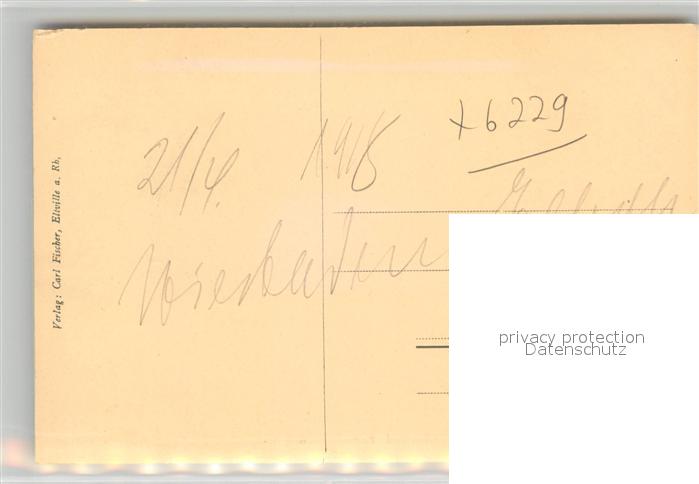 Verlag: Carl Fischer, Eltville a. Rh.
x6229
21/4. 1918
Wiesbaden
privacy protection
Datenschutz